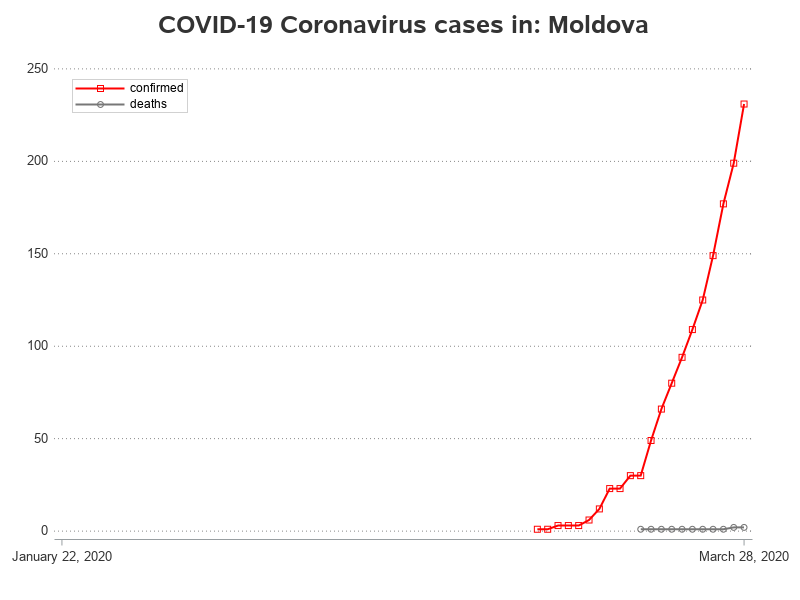 COVID-19 Coronavirus cases in: Moldova
250
confirmed
deaths
200
150
100
50
0
January 22, 2020
March 28, 2020